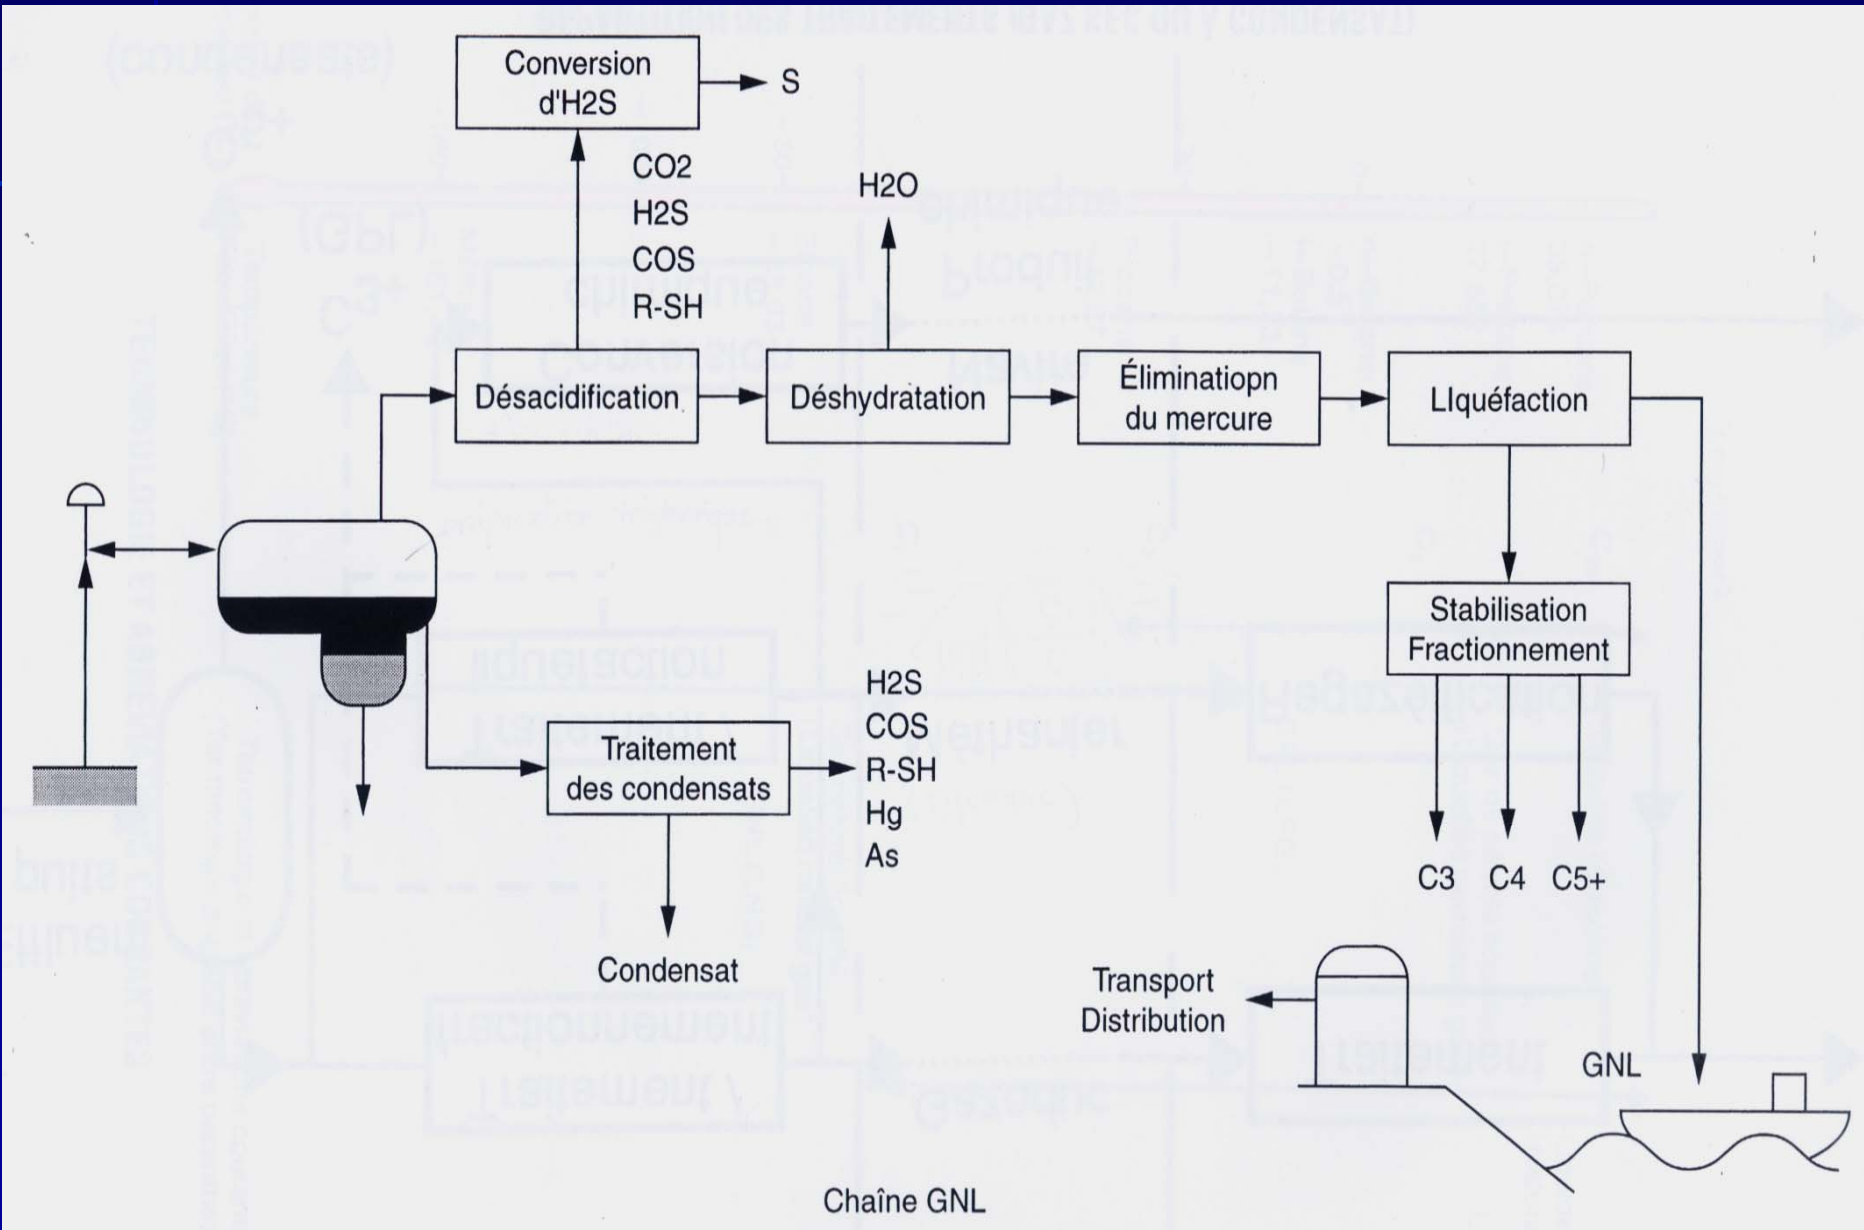 Conversion
d'H2S
S
CO2
H2S
COS
R-SH
H2O
Désacidification
Déshydratation
Éliminatiopn
du mercure
LIquéfaction
Stabilisation
Fractionnement
H2S
COS
R-SH
Hg
As
Traitement
des condensats
C3 C4 C5+
Condensat
Transport
Distribution
GNL
Chaîne GNL